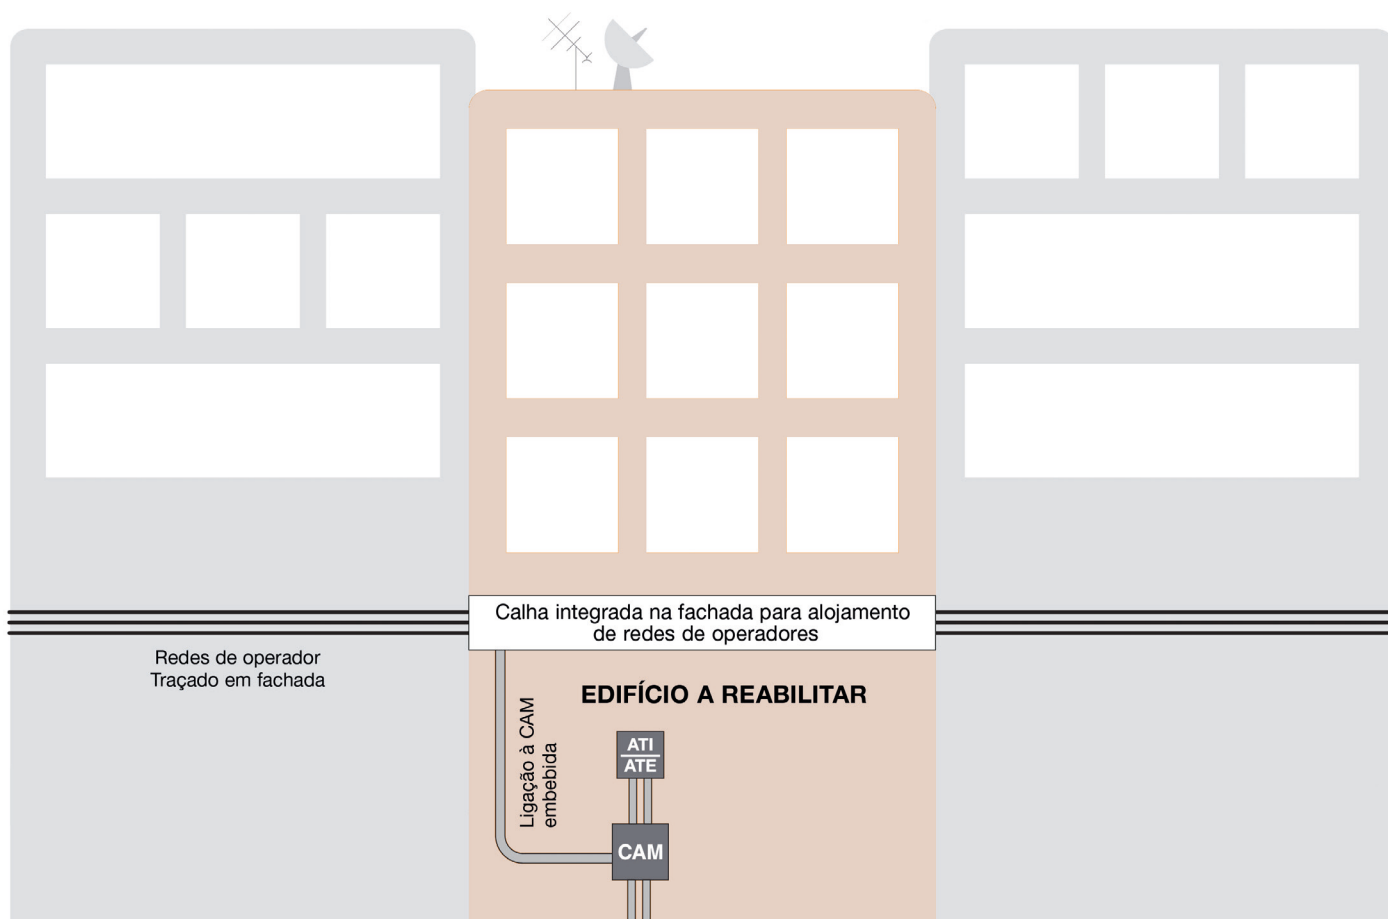 Calha integrada na fachada para alojamento
de redes de operadores
Redes de operador
Traçado em fachada
EDIFÍCIO A REABILITAR
Ligação à CAM
embebida
ATI
ATE
CAM